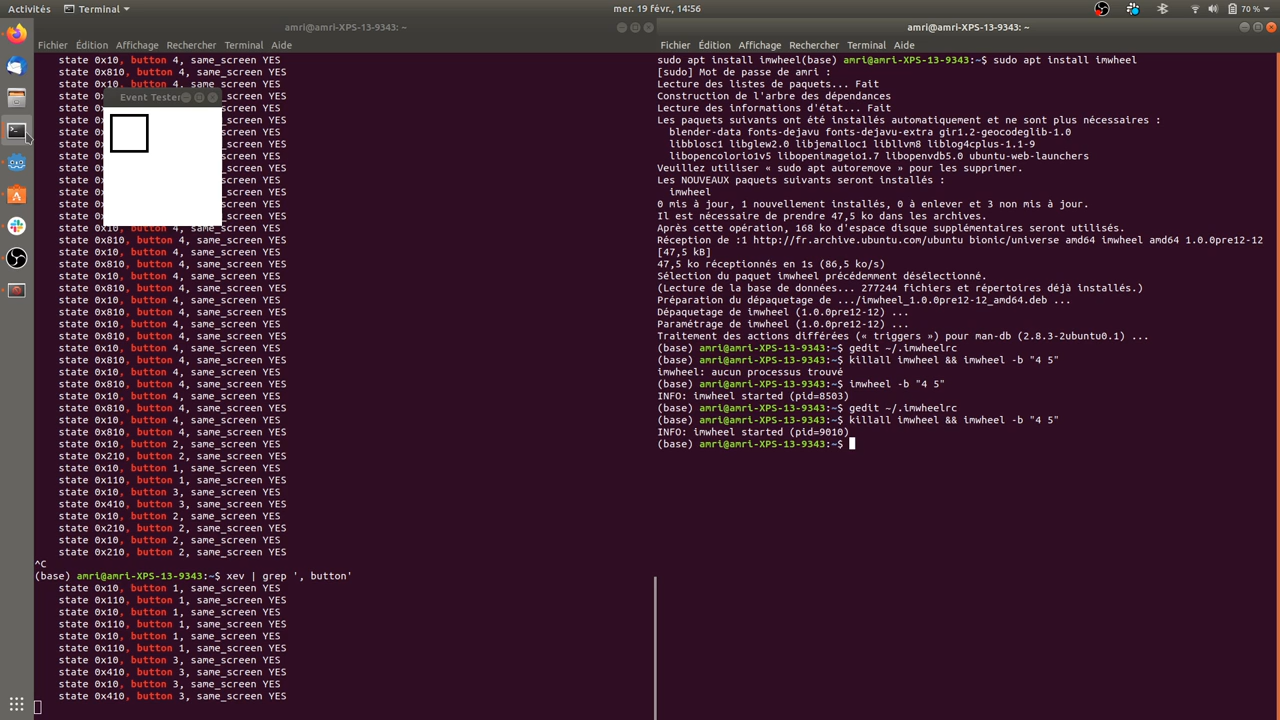 Activités
Terminal
mer. 19 févr., 14:56
70 %
amri@amri-XPS-13-9343: ~
Fichier Édition Affichage Rechercher Terminal Aide
state 0x10, button 4, same_screen YES
state 0x810, button 4, same_screen YES
state 0x10, button 4, same_screen YES
state 0
Event Tester
state 0x
state 0x
state 0x
state 0x
state 0x
state 0x
state 0x
state 0x
state 0x
state 0x
state 0x10, button 4, same_screen YES
state 0x810, button 4, same_screen YES
state 0x10, button 4, same_screen YES
state 0x810, button 4, same_screen YES
state 0x10, button 4, same_screen YES
state 0x810, button 4, same_screen YES
state 0x10, button 4, same_screen YES
state 0x810, button 4, same_screen YES
state 0x10, button 4, same_screen YES
state 0x810, button 4, same_screen YES
state 0x10, button 4, same_screen YES
state 0x810, button 4, same_screen YES
state 0x10, button 4, same_screen YES
state 0x810, button 4, same_screen YES
state 0x10, button 4, same_screen YES
state 0x810, button 4, same_screen YES
state 0x10, button 4, same_screen YES
state 0x810, button 4, same_screen YES
state 0x10, button 2, same_screen YES
state 0x210, button 2, same_screen YES
state 0x10, button 1, same_screen YES
state 0x110, button 1, same_screen YES
state 0x10, button 3, same_screen YES
state 0x410, button 3, same_screen YES
state 0x10, button 2, same_screen YES
state 0x210, button 2, same_screen YES
state 0x10, button 2, same_screen YES
state 0x210, button 2, same_screen YES
^C
(base) amri@amri-XPS-13-9343:~$ xev | grep ', button'
state 0x10, button 1, same_screen YES
state 0x110, button 1, same_screen YES
state 0x10, button 1, same_screen YES
state 0x110, button 1, same_screen YES
state 0x10, button 1, same_screen YES
state 0x110, button 1, same_screen YES
state 0x10, button 3, same_screen YES
state 0x410, button 3, same_screen YES
state 0x10, button 3, same_screen YES
state 0x410, button 3, same_screen YES
amri@amri-XPS-13-9343: ~
Fichier Édition Affichage Rechercher Terminal Aide
sudo apt install imwheel(base) amri@amri-XPS-13-9343:~$ sudo apt install imwheel
[sudo] Mot de passe de amri :
Lecture des listes de paquets... Fait
Construction de l'arbre des dépendances
Lecture des informations d'état... Fait
Les paquets suivants ont été installés automatiquement et ne sont plus nécessaires :
blender-data fonts-dejavu fonts-dejavu-extra gir1.2-geocodeglib-1.0
libblosc1 libglew2.0 libjemalloc1 libllvm8 liblog4cplus-1.1-9
libopencolorio1v5 libopenimageio1.7 libopenvdb5.0 ubuntu-web-launchers
Veuillez utiliser « sudo apt autoremove » pour les supprimer.
Les NOUVEAUX paquets suivants seront installés :
imwheel
0 mis à jour, 1 nouvellement installés, 0 à enlever et 3 non mis à jour.
Il est nécessaire de prendre 47,5 ko dans les archives.
Après cette opération, 168 ko d'espace disque supplémentaires seront utilisés.
Réception de :1 http://fr.archive.ubuntu.com/ubuntu bionic/universe amd64 imwheel amd64 1.0.0pre12-12
[47,5 kB]
47,5 ko réceptionnés en 1s (86,5 ko/s)
Sélection du paquet imwheel précédemment désélectionné.
(Lecture de la base de données... 277244 fichiers et répertoires déjà installés.)
Préparation du dépaquetage de .../imwheel_1.0.0pre12-12_amd64.deb ...
Dépaquetage de imwheel (1.0.0pre12-12) ...
Paramétrage de imwheel (1.0.0pre12-12) ...
Traitement des actions différées (« triggers ») pour man-db (2.8.3-2ubuntu0.1) ...
(base) amri@amri-XPS-13-9343:~$ gedit ~/.imwheelrc
(base) amri@amri-XPS-13-9343:~$ killall imwheel && imwheel -b "4 5"
imwheel: aucun processus trouvé
(base) amri@amri-XPS-13-9343:~$ imwheel -b "4 5"
INFO: imwheel started (pid=8503)
(base) amri@amri-XPS-13-9343:~$ gedit ~/.imwheelrc
(base) amri@amri-XPS-13-9343:~$ killall imwheel && imwheel -b "4 5"
INFO: imwheel started (pid=9010)
(base) amri@amri-XPS-13-9343:~$